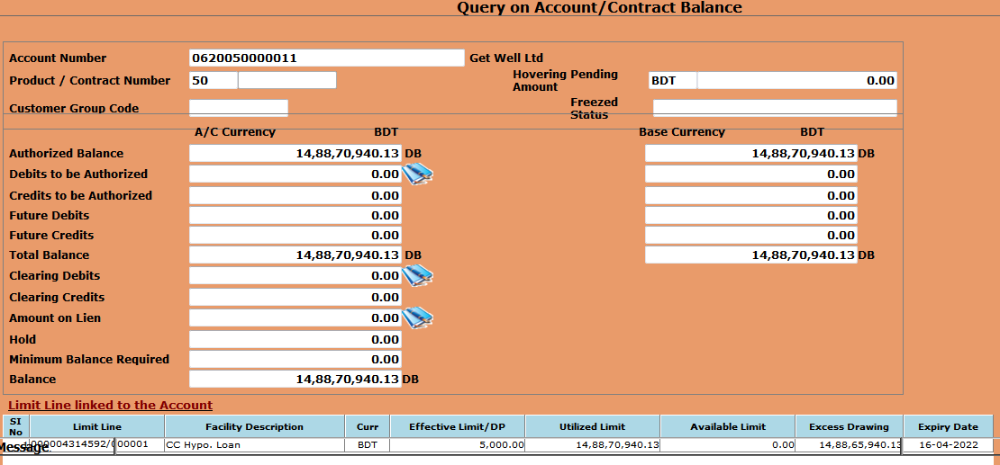 Query on Account/Contract Balance
Account Number 0620050000011 Get Well Ltd
Product / Contract Number 50 Hovering Pending Amount BDT 0.00
Customer Group Code Freezed Status
A/C Currency BDT Base Currency BDT
Authorized Balance 14,88,70,940.13 DB 14,88,70,940.13 DB
Debits to be Authorized 0.00 0.00
Credits to be Authorized 0.00 0.00
Future Debits 0.00 0.00
Future Credits 0.00 0.00
Total Balance 14,88,70,940.13 DB 14,88,70,940.13 DB
Clearing Debits 0.00
Clearing Credits 0.00
Amount on Lien 0.00
Hold 0.00
Minimum Balance Required 0.00
Balance 14,88,70,940.13 DB
Limit Line linked to the Account
SI No Limit Line Facility Description Curr Effective Limit/DP Utilized Limit Available Limit Excess Drawing Expiry Date
Message 000004314592/000001 CC Hypo. Loan BDT 5,000.00 14,88,70,940.13 0.00 14,88,65,940.13 16-04-2022